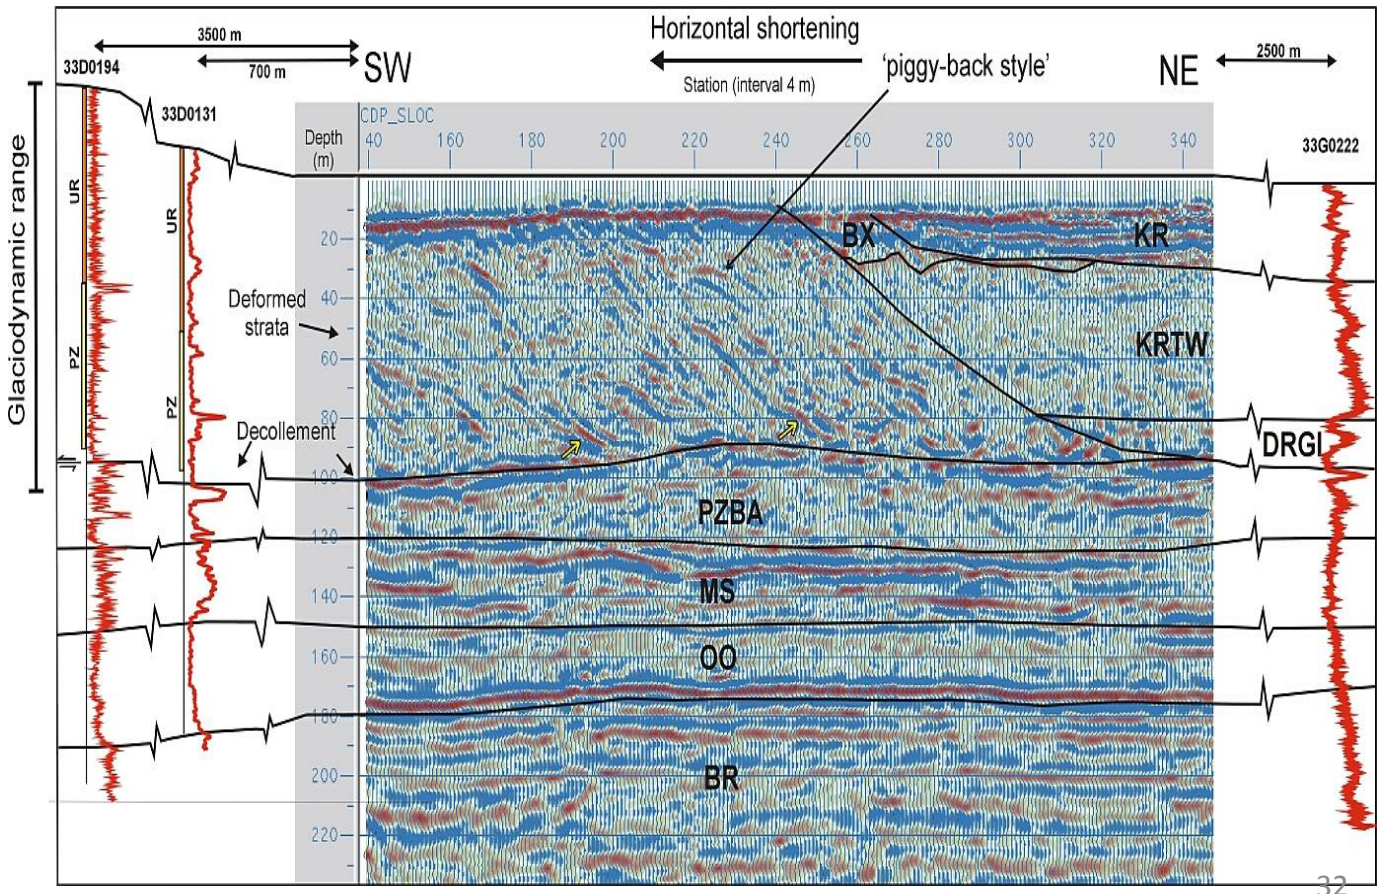 3500 m
Horizontal shortening
33D0194
700 m
SW
'piggy-back style'
NE
2500 m
Station (interval 4 m)
33D0131
CDP_SLOC
Depth
(m)
40 160 180 200 220 240 260 280 300 320 340
33G0222
Glaciodynamic range
UR
UR
PZ
PZ
20
40
60
80
100
120
140
160
180
200
220
BX
KR
Deformed
strata
KRTW
Decollement
DRGI
PZBA
MS
OO
BR
32